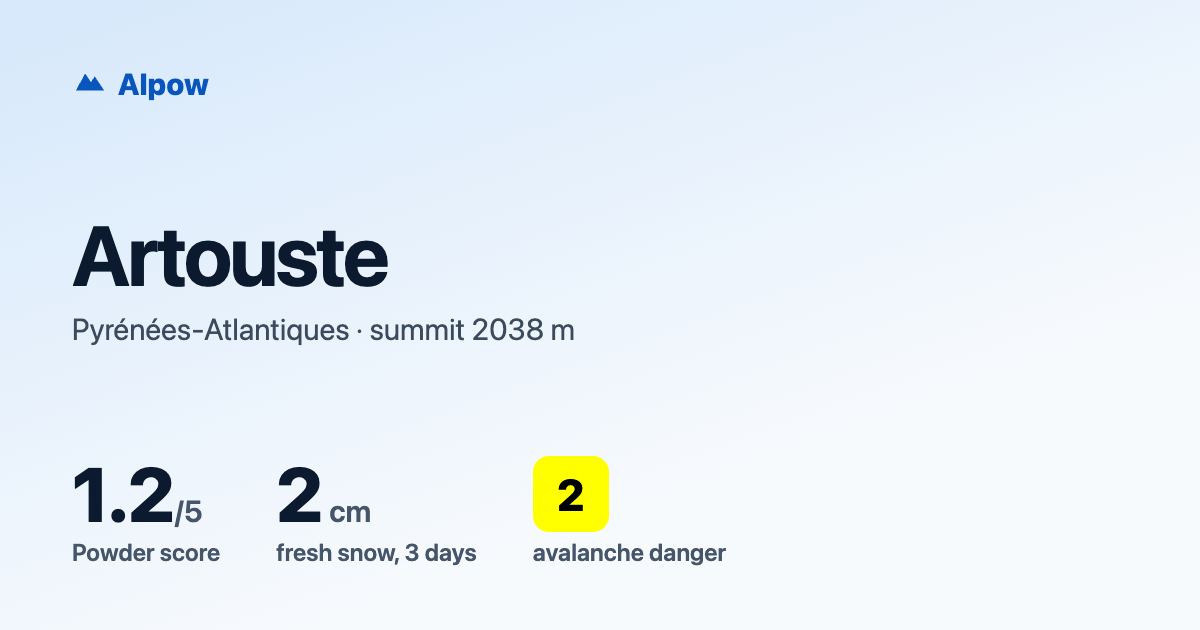 Alpow
Artouste
Pyrénées-Atlantiques · summit 2038 m
1.2/5 2 cm 2
Powder score fresh snow, 3 days avalanche danger